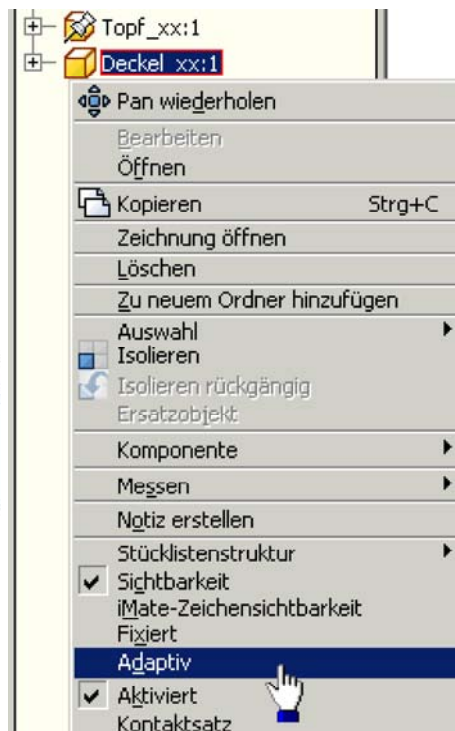 Topf_xx:1
Deckel_xx:1
Pan wiederholen
Bearbeiten
Öffnen
Kopieren Strg+C
Zeichnung öffnen
Löschen
Zu neuem Ordner hinzufügen
Auswahl
Isolieren
Isolieren rückgängig
Ersatzobjekt
Komponente
Messen
Notiz erstellen
Stücklistenstruktur
Sichtbarkeit
iMate-Zeichensichtbarkeit
Fixiert
Adaptiv
Aktiviert
Kontaktsatz